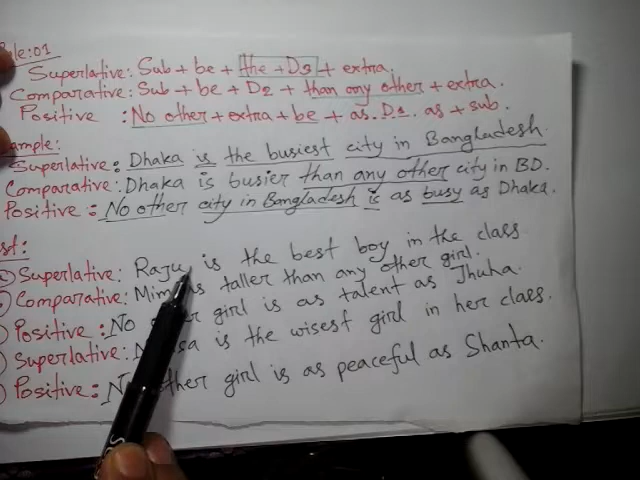 ule:01
Superlative: Sub + be + the + D3 + extra.
Comparative: Sub + be + D2 + than any other + extra.
Positive : No other + extra + be + as. D1. as + sub.
ample:
Superlative: Dhaka is the busiest city in Bangladesh.
Comparative: Dhaka is busier than any other city in BD.
Positive : No other city in Bangladesh is as busy as Dhaka.
st:
Superlative: Raju is the best boy in the class
Comparative: Mim is taller than any other girl.
Positive : No girl is as talent as Jhuha.
Superlative: is the wisest girl in her class.
Positive : other girl is as peaceful as Shanta.